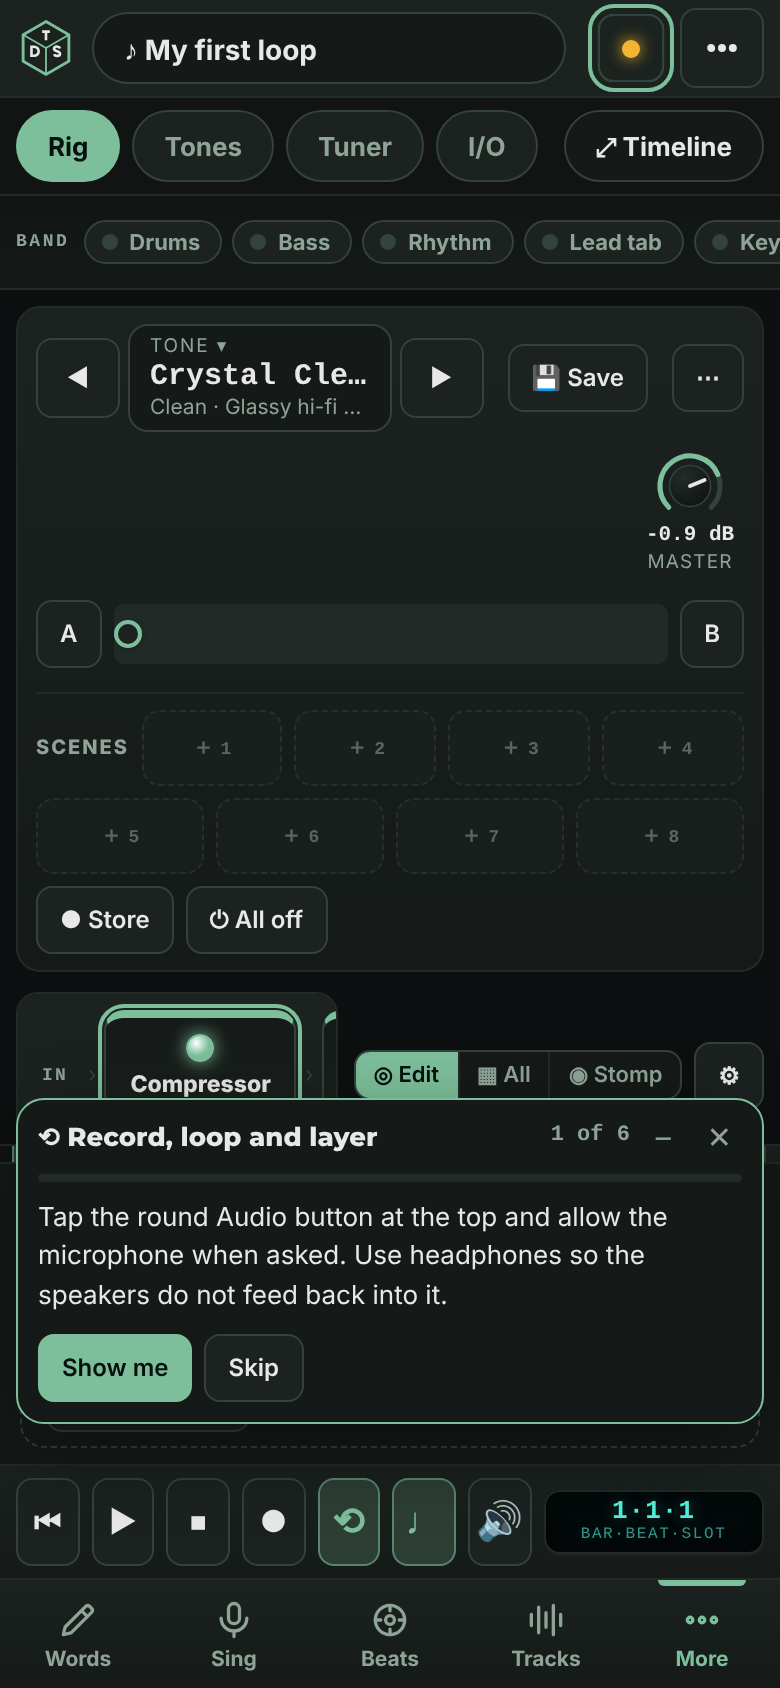 T
D S
♪ My first loop
•••
Rig
Tones
Tuner
I/O
⤢ Timeline
BAND
Drums
Bass
Rhythm
Lead tab
Key
◀
TONE ▾
Crystal Cle…
Clean · Glassy hi-fi …
▶
💾 Save
⋯
-0.9 dB
MASTER
A
B
SCENES
+ 1
+ 2
+ 3
+ 4
+ 5
+ 6
+ 7
+ 8
● Store
⏻ All off
IN
›
Compressor
›
◎ Edit
▦ All
◉ Stomp
⚙
⟲ Record, loop and layer
1 of 6
–
✕
Tap the round Audio button at the top and allow the
microphone when asked. Use headphones so the
speakers do not feed back into it.
Show me
Skip
1·1·1
BAR·BEAT·SLOT
Words
Sing
Beats
Tracks
More